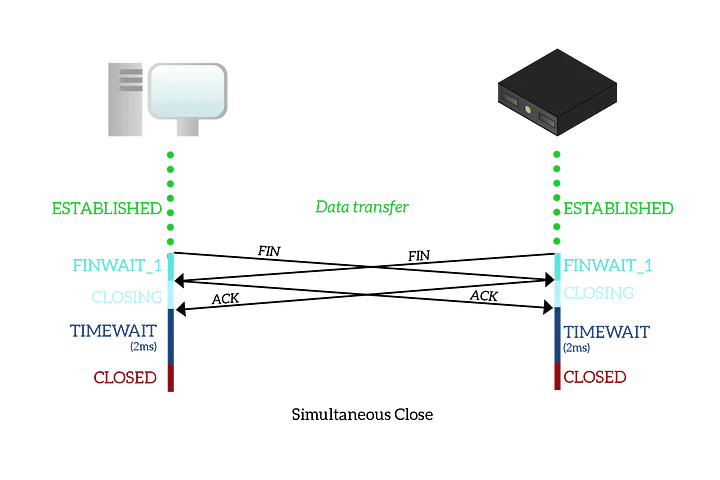 ESTABLISHED
Data transfer
ESTABLISHED
FIN
FIN
FINWAIT_1
FINWAIT_1
CLOSING
CLOSING
ACK
ACK
TIMEWAIT
(2ms)
TIMEWAIT
(2ms)
CLOSED
CLOSED
Simultaneous Close